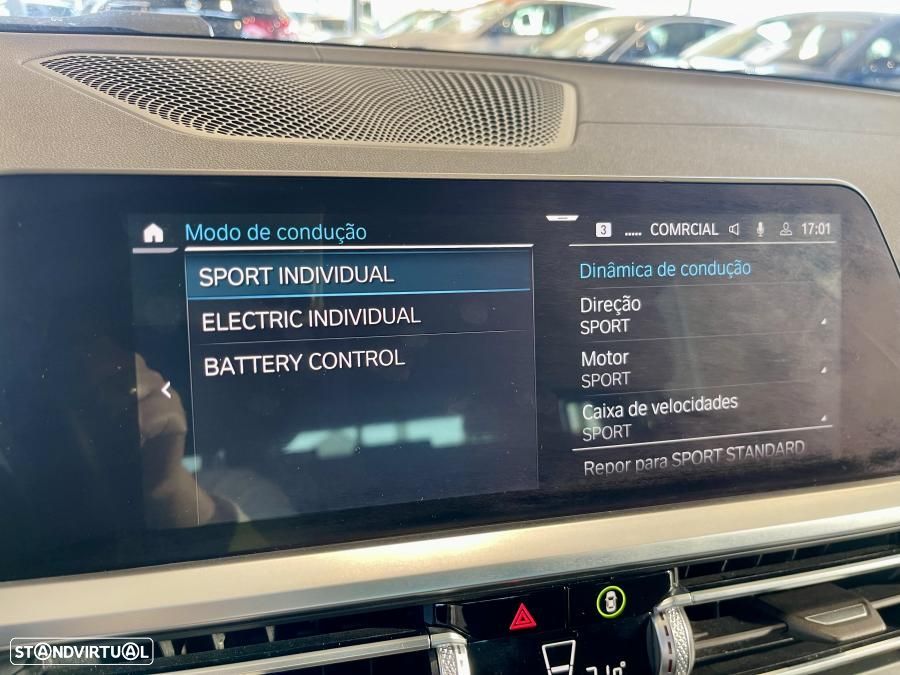 Modo de condução
SPORT INDIVIDUAL
ELECTRIC INDIVIDUAL
BATTERY CONTROL
3 ..... COMRCIAL 17:01
Dinâmica de condução
Direção
SPORT
Motor
SPORT
Caixa de velocidades
SPORT
Repor para SPORT STANDARD
STANDVIRTUAL